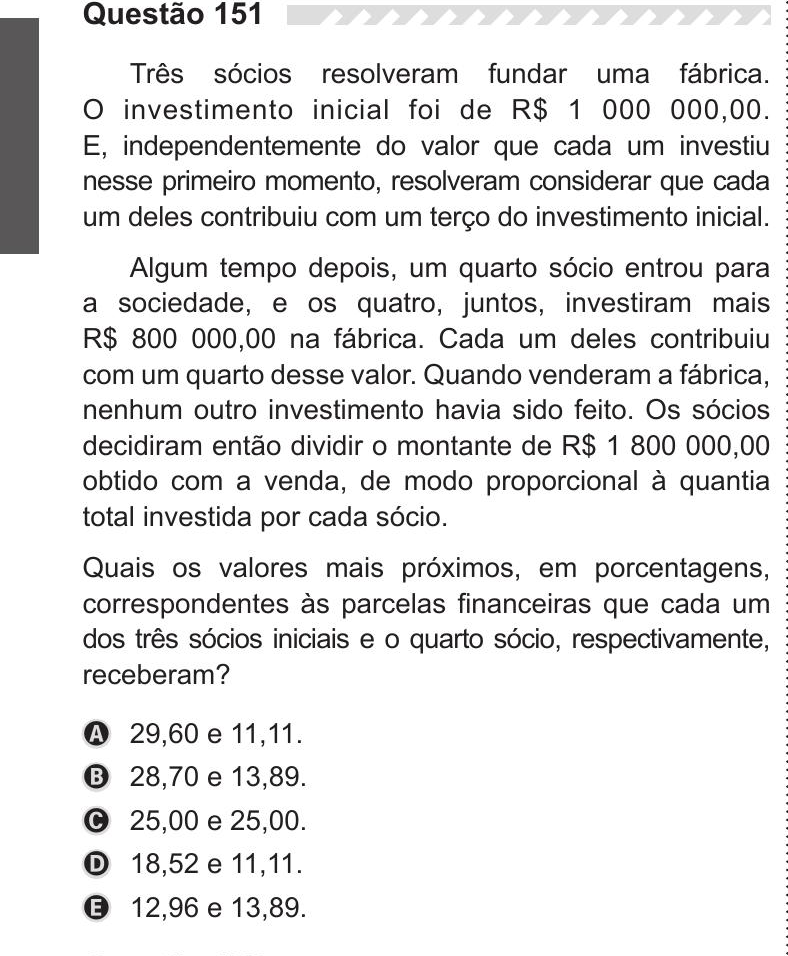 Questão 151
Três sócios resolveram fundar uma fábrica.
O investimento inicial foi de R$ 1 000 000,00.
E, independentemente do valor que cada um investiu
nesse primeiro momento, resolveram considerar que cada
um deles contribuiu com um terço do investimento inicial.
Algum tempo depois, um quarto sócio entrou para
a sociedade, e os quatro, juntos, investiram mais
R$ 800 000,00 na fábrica. Cada um deles contribuiu
com um quarto desse valor. Quando venderam a fábrica,
nenhum outro investimento havia sido feito. Os sócios
decidiram então dividir o montante de R$ 1 800 000,00
obtido com a venda, de modo proporcional à quantia
total investida por cada sócio.
Quais os valores mais próximos, em porcentagens,
correspondentes às parcelas financeiras que cada um
dos três sócios iniciais e o quarto sócio, respectivamente,
receberam?
A 29,60 e 11,11.
B 28,70 e 13,89.
C 25,00 e 25,00.
D 18,52 e 11,11.
E 12,96 e 13,89.